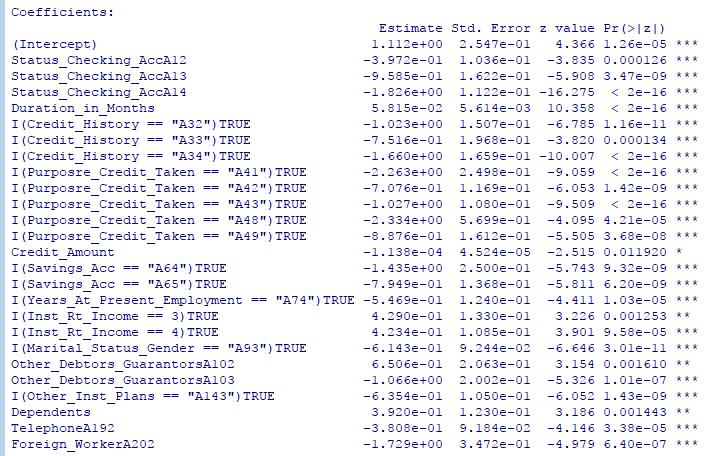 Coefficients:
Estimate Std. Error z value Pr(>|z|)
(Intercept) 1.112e+00 2.547e-01 4.366 1.26e-05 ***
Status_Checking_AccA12 -3.972e-01 1.036e-01 -3.835 0.000126 ***
Status_Checking_AccA13 -9.585e-01 1.622e-01 -5.908 3.47e-09 ***
Status_Checking_AccA14 -1.826e+00 1.122e-01 -16.275 < 2e-16 ***
Duration_in_Months 5.815e-02 5.614e-03 10.358 < 2e-16 ***
I(Credit_History == "A32")TRUE -1.023e+00 1.507e-01 -6.785 1.16e-11 ***
I(Credit_History == "A33")TRUE -7.516e-01 1.968e-01 -3.820 0.000134 ***
I(Credit_History == "A34")TRUE -1.660e+00 1.659e-01 -10.007 < 2e-16 ***
I(Purposre_Credit_Taken == "A41")TRUE -2.263e+00 2.498e-01 -9.059 < 2e-16 ***
I(Purposre_Credit_Taken == "A42")TRUE -7.076e-01 1.169e-01 -6.053 1.42e-09 ***
I(Purposre_Credit_Taken == "A43")TRUE -1.027e+00 1.080e-01 -9.509 < 2e-16 ***
I(Purposre_Credit_Taken == "A48")TRUE -2.334e+00 5.699e-01 -4.095 4.21e-05 ***
I(Purposre_Credit_Taken == "A49")TRUE -8.876e-01 1.612e-01 -5.505 3.68e-08 ***
Credit_Amount -1.138e-04 4.524e-05 -2.515 0.011920 *
I(Savings_Acc == "A64")TRUE -1.435e+00 2.500e-01 -5.743 9.32e-09 ***
I(Savings_Acc == "A65")TRUE -7.949e-01 1.368e-01 -5.811 6.20e-09 ***
I(Years_At_Present_Employment == "A74")TRUE -5.469e-01 1.240e-01 -4.411 1.03e-05 ***
I(Inst_Rt_Income == 3)TRUE 4.290e-01 1.330e-01 3.226 0.001253 **
I(Inst_Rt_Income == 4)TRUE 4.234e-01 1.085e-01 3.901 9.58e-05 ***
I(Marital_Status_Gender == "A93")TRUE -6.143e-01 9.244e-02 -6.646 3.01e-11 ***
Other_Debtors_GuarantorsA102 6.506e-01 2.063e-01 3.154 0.001610 **
Other_Debtors_GuarantorsA103 -1.066e+00 2.002e-01 -5.326 1.01e-07 ***
I(Other_Inst_Plans == "A143")TRUE -6.354e-01 1.050e-01 -6.052 1.43e-09 ***
Dependents 3.920e-01 1.230e-01 3.186 0.001443 **
TelephoneA192 -3.808e-01 9.184e-02 -4.146 3.38e-05 ***
Foreign_WorkerA202 -1.729e+00 3.472e-01 -4.979 6.40e-07 ***